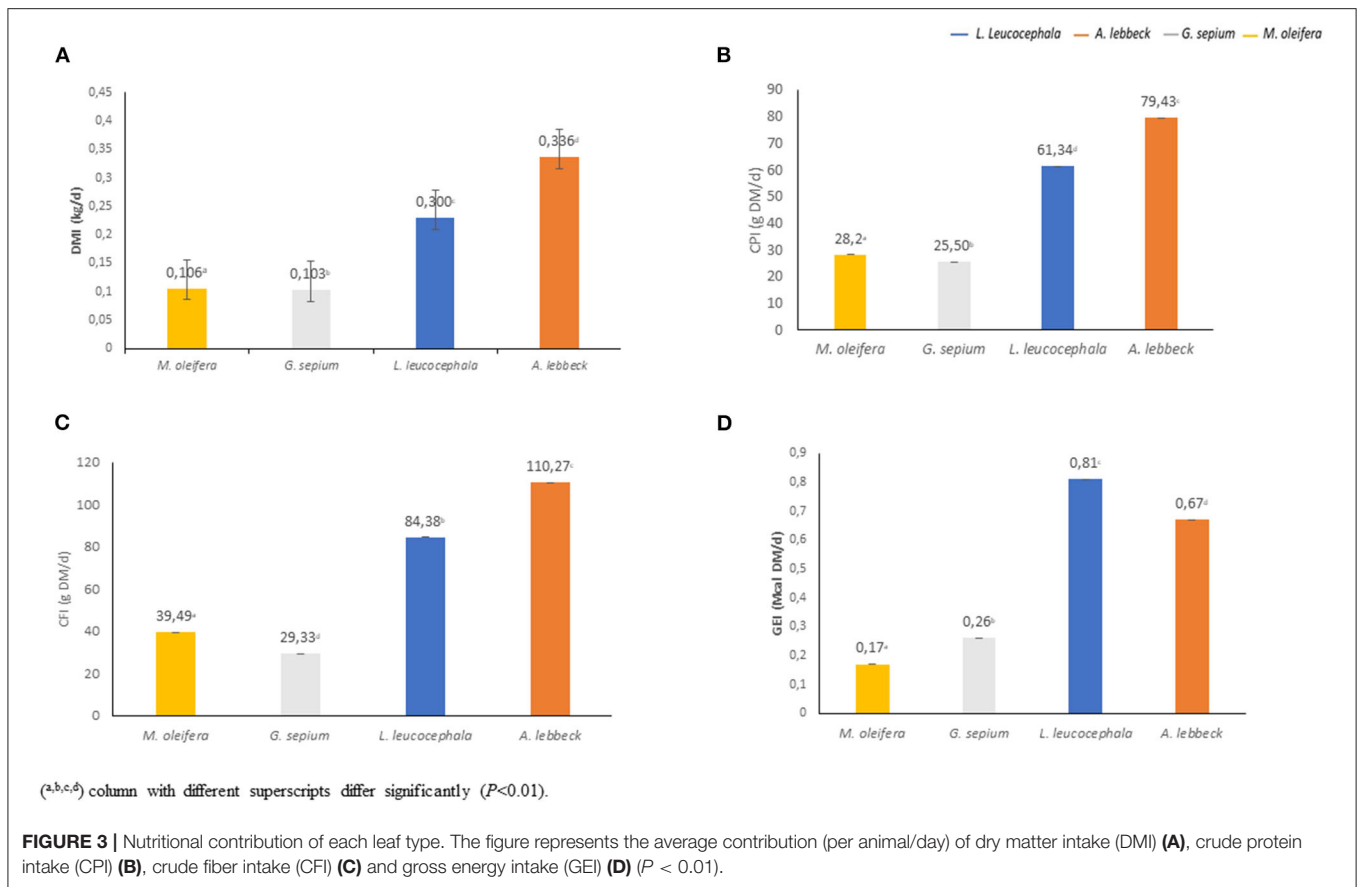 L. Leucocephala A. lebbeck G. sepium M. oleifera
A
0,45
0,4
0,35
0,3
0,25
0,2
0,15
0,1
0,05
0
DMI (kg/d)
0,106ᵃ
0,103ᵇ
0,300ᶜ
0,336ᵈ
M. oleifera G. sepium L. leucocephala A. lebbeck
B
90
80
70
60
50
40
30
20
10
0
CPI (g DM/d)
28,2ᵃ
25,50ᵇ
61,34ᵈ
79,43ᶜ
M. oleifera G. sepium L. leucocephala A. lebbeck
C
120
100
80
60
40
20
0
CFI (g DM/d)
39,49ᵃ
29,33ᵈ
84,38ᵇ
110,27ᶜ
M. oleifera G. sepium L. leucocephala A. lebbeck
D
0,9
0,8
0,7
0,6
0,5
0,4
0,3
0,2
0,1
0
GEI (Mcal DM/d)
0,17ᵃ
0,26ᵇ
0,81ᶜ
0,67ᵈ
M. oleifera G. sepium L. leucocephala A. lebbeck
(ᵃ,ᵇ,ᶜ,ᵈ) column with different superscripts differ significantly (P<0.01).
FIGURE 3 | Nutritional contribution of each leaf type. The figure represents the average contribution (per animal/day) of dry matter intake (DMI) (A), crude protein
intake (CPI) (B), crude fiber intake (CFI) (C) and gross energy intake (GEI) (D) (P < 0.01).